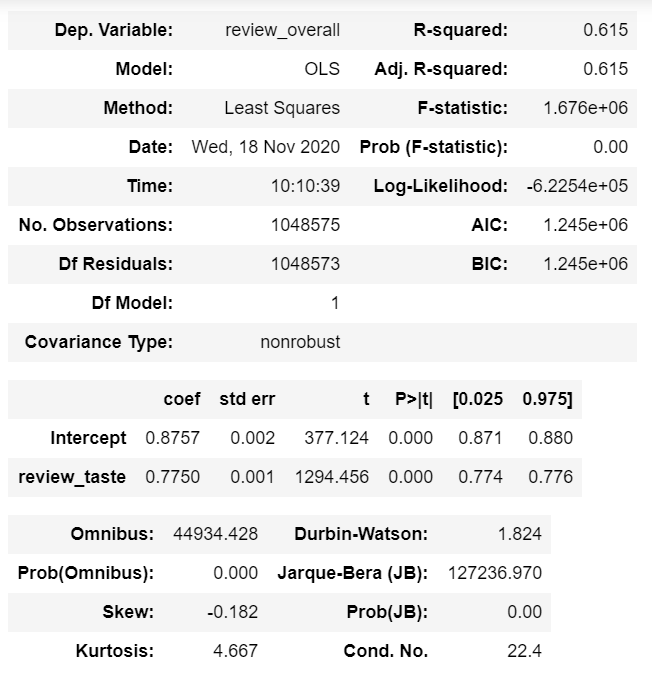 Dep. Variable: review_overall R-squared: 0.615
Model: OLS Adj. R-squared: 0.615
Method: Least Squares F-statistic: 1.676e+06
Date: Wed, 18 Nov 2020 Prob (F-statistic): 0.00
Time: 10:10:39 Log-Likelihood: -6.2254e+05
No. Observations: 1048575 AIC: 1.245e+06
Df Residuals: 1048573 BIC: 1.245e+06
Df Model: 1
Covariance Type: nonrobust
coef std err t P>|t| [0.025 0.975]
Intercept 0.8757 0.002 377.124 0.000 0.871 0.880
review_taste 0.7750 0.001 1294.456 0.000 0.774 0.776
Omnibus: 44934.428 Durbin-Watson: 1.824
Prob(Omnibus): 0.000 Jarque-Bera (JB): 127236.970
Skew: -0.182 Prob(JB): 0.00
Kurtosis: 4.667 Cond. No. 22.4